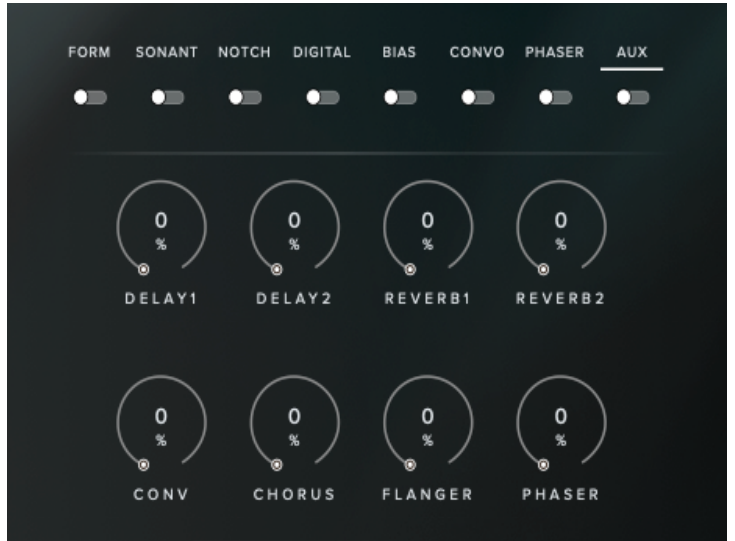 FORM SONANT NOTCH DIGITAL BIAS CONVO PHASER AUX
0 0 0 0
% % % %
DELAY1 DELAY2 REVERB1 REVERB2
0 0 0 0
% % % %
CONV CHORUS FLANGER PHASER